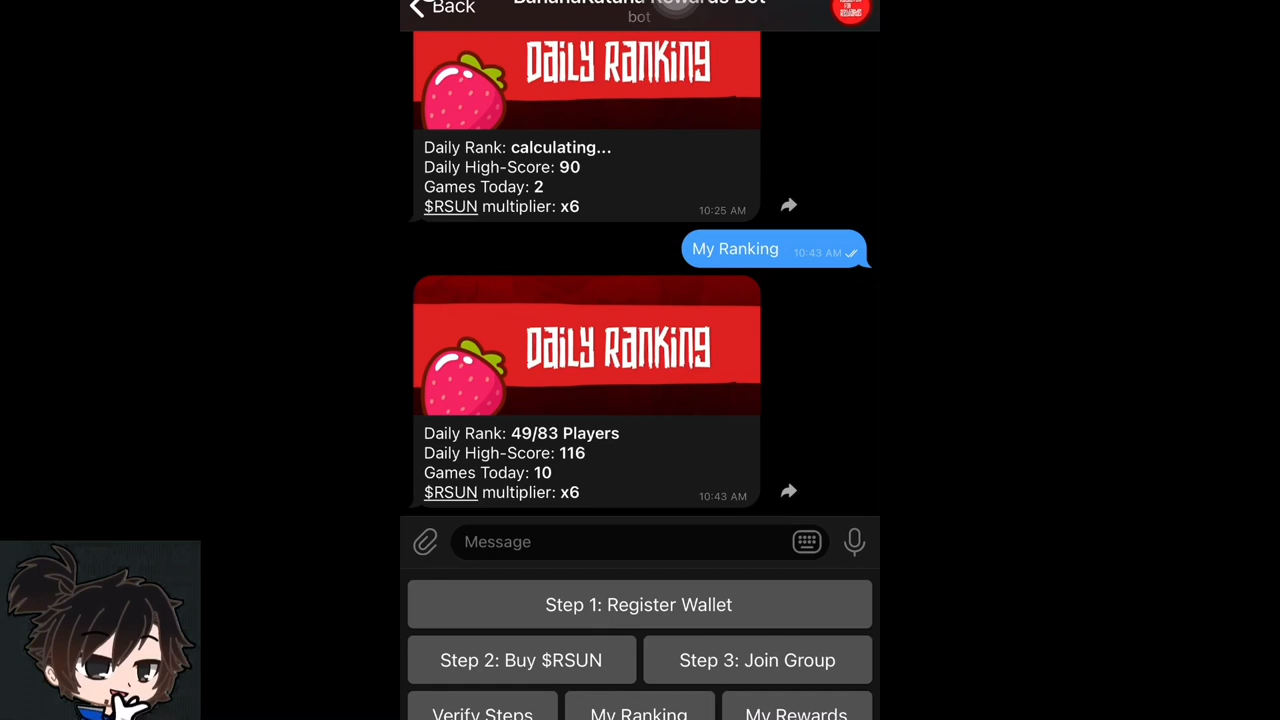 Back
BananaKatana Rewards Bot
bot
DAILY RANKING
Daily Rank: calculating...
Daily High-Score: 90
Games Today: 2
$RSUN multiplier: x6
10:25 AM
My Ranking 10:43 AM
DAILY RANKING
Daily Rank: 49/83 Players
Daily High-Score: 116
Games Today: 10
$RSUN multiplier: x6
10:43 AM
Message
Step 1: Register Wallet
Step 2: Buy $RSUN
Step 3: Join Group
Verify Steps
My Ranking
My Rewards